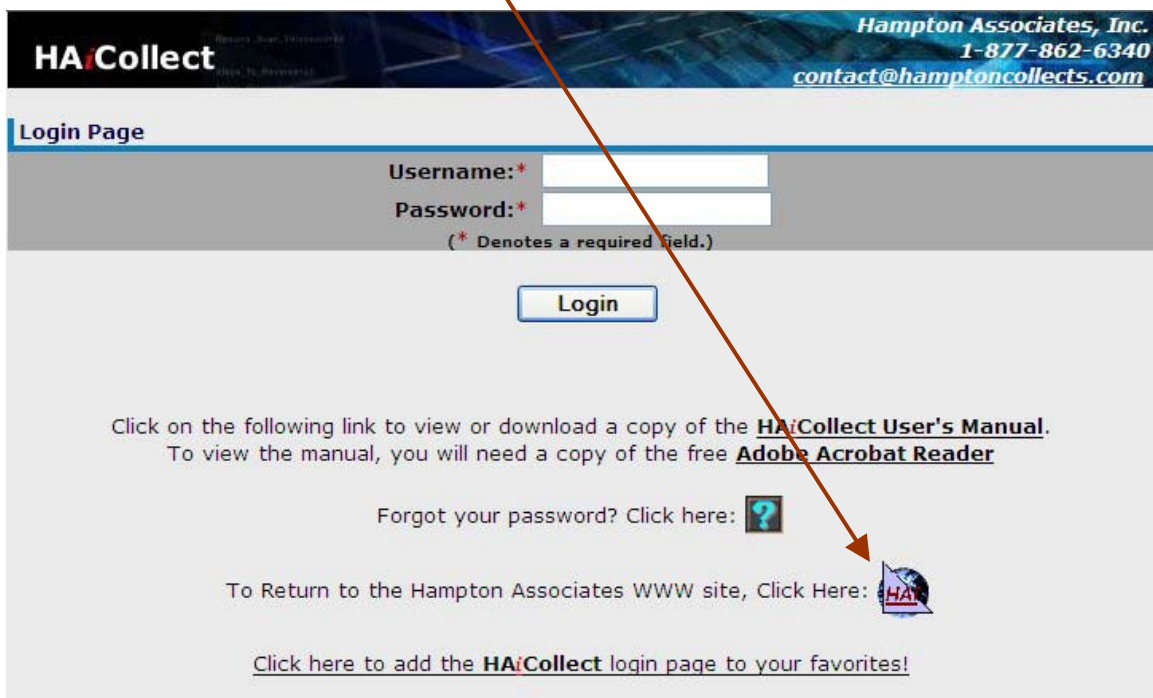 Hampton Associates, Inc.
HAiCollect
1-877-862-6340
contact@hamptoncollects.com
Login Page
Username:*
Password:*
(* Denotes a required field.)
Login
Click on the following link to view or download a copy of the HAiCollect User's Manual.
To view the manual, you will need a copy of the free Adobe Acrobat Reader
Forgot your password? Click here: ?
To Return to the Hampton Associates WWW site, Click Here: HAI
Click here to add the HAiCollect login page to your favorites!